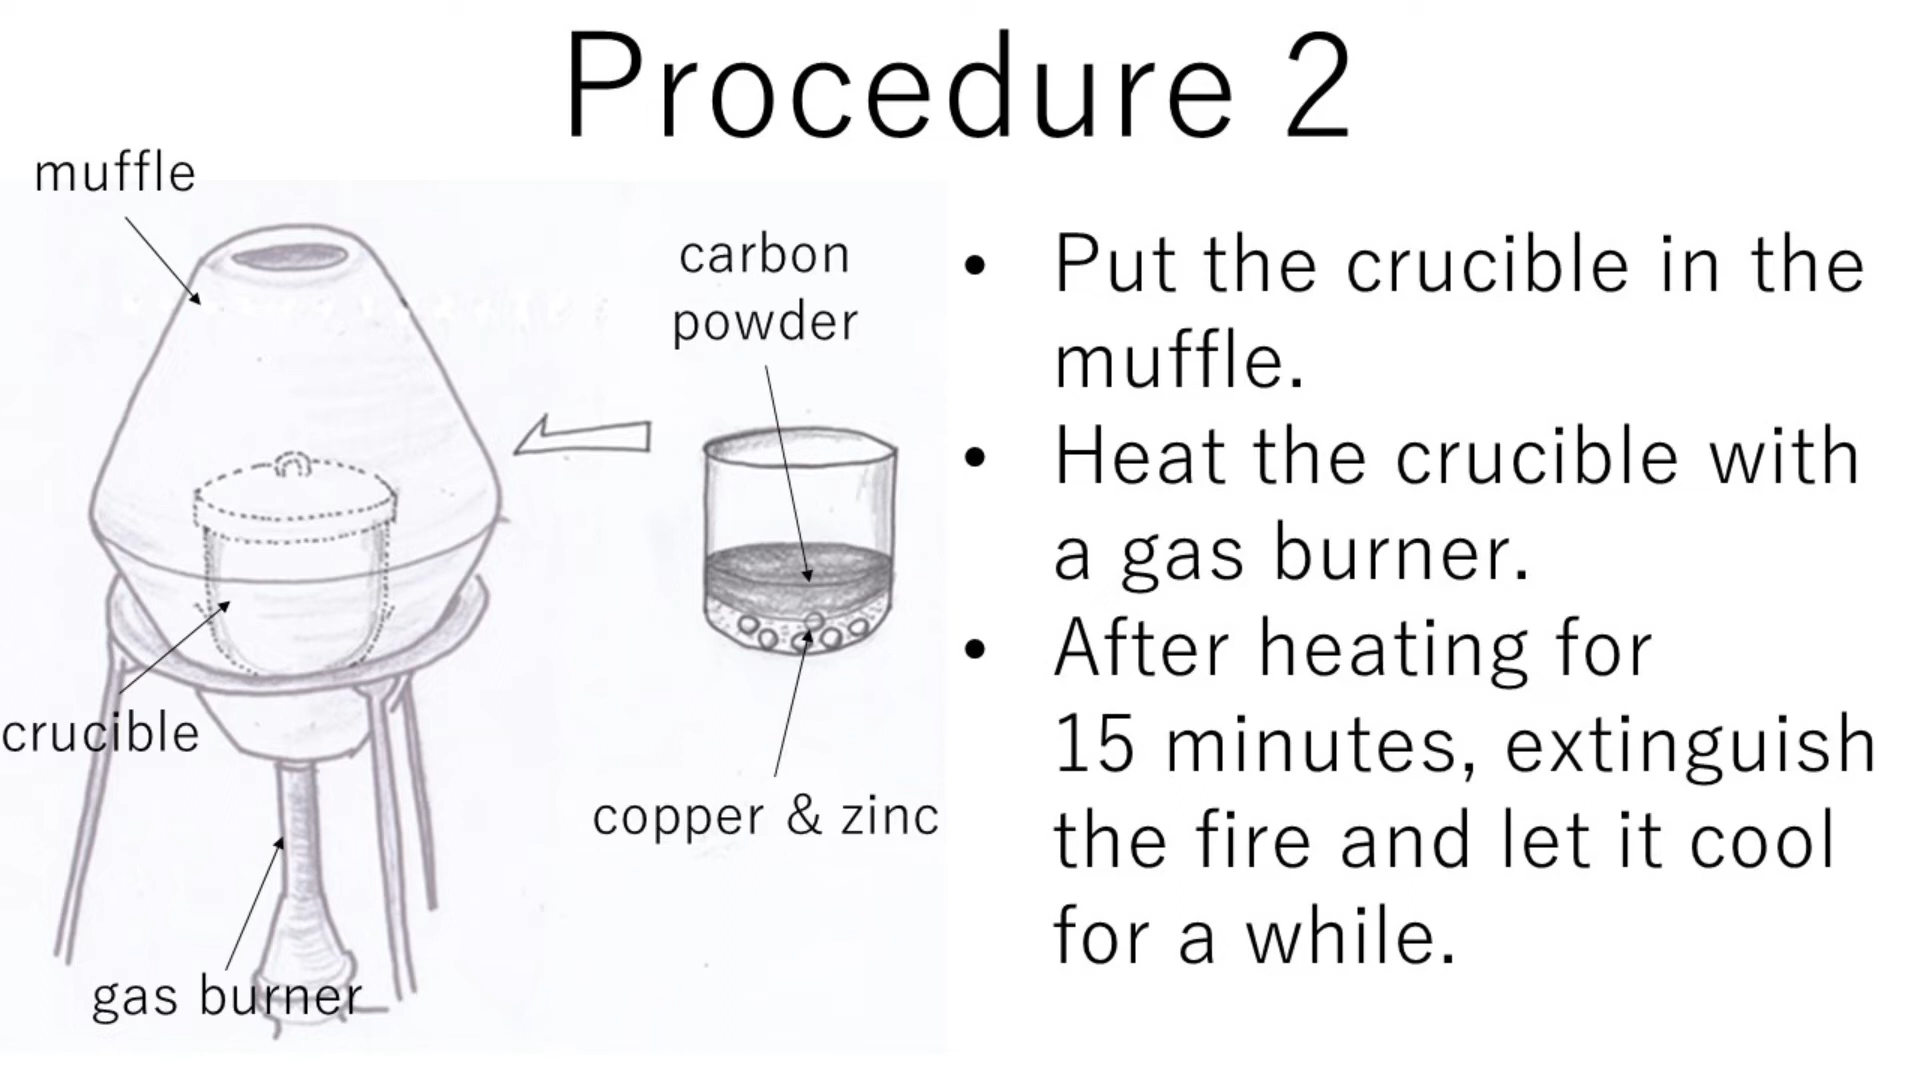 Procedure 2
muffle
carbon
powder
crucible
copper & zinc
gas burner
• Put the crucible in the
muffle.
• Heat the crucible with
a gas burner.
• After heating for
15 minutes, extinguish
the fire and let it cool
for a while.